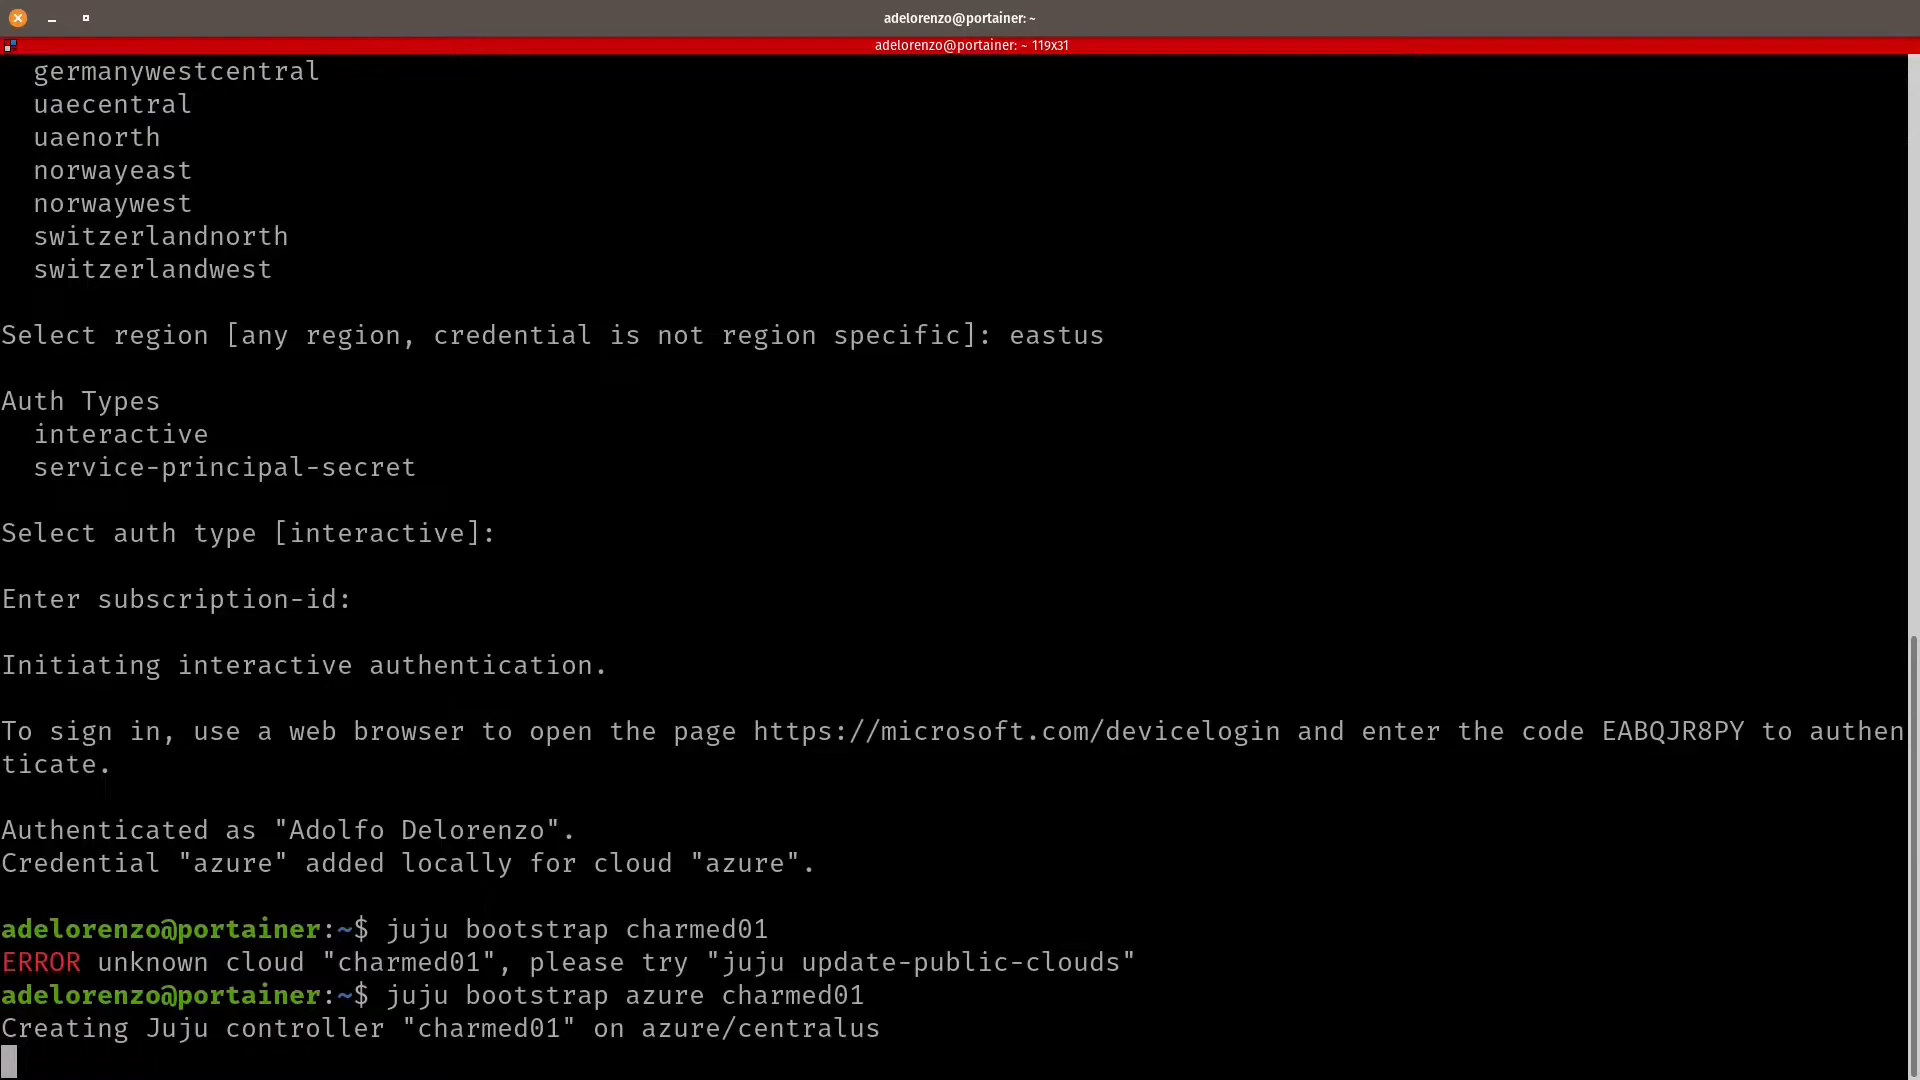 adelorenzo@portainer: ~
adelorenzo@portainer: ~ 119x31
germanywestcentral
uaecentral
uaenorth
norwayeast
norwaywest
switzerlandnorth
switzerlandwest
Select region [any region, credential is not region specific]: eastus
Auth Types
interactive
service-principal-secret
Select auth type [interactive]:
Enter subscription-id:
Initiating interactive authentication.
To sign in, use a web browser to open the page https://microsoft.com/devicelogin and enter the code EABQJR8PY to authen
ticate.
Authenticated as "Adolfo Delorenzo".
Credential "azure" added locally for cloud "azure".
adelorenzo@portainer:~$ juju bootstrap charmed01
ERROR unknown cloud "charmed01", please try "juju update-public-clouds"
adelorenzo@portainer:~$ juju bootstrap azure charmed01
Creating Juju controller "charmed01" on azure/centralus